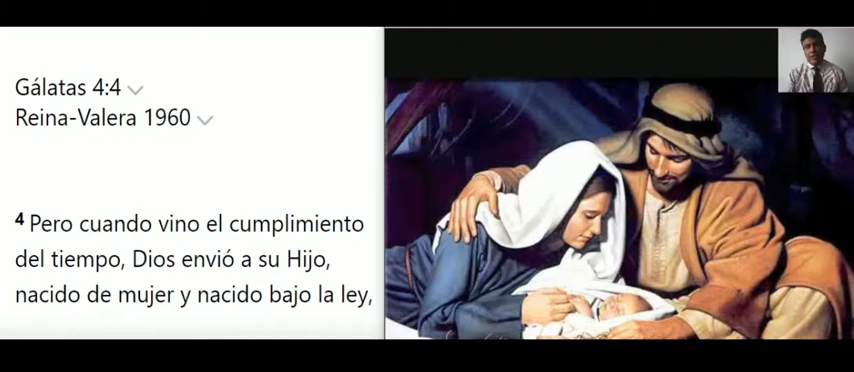 Gálatas 4:4
Reina-Valera 1960
4 Pero cuando vino el cumplimiento
del tiempo, Dios envió a su Hijo,
nacido de mujer y nacido bajo la ley,